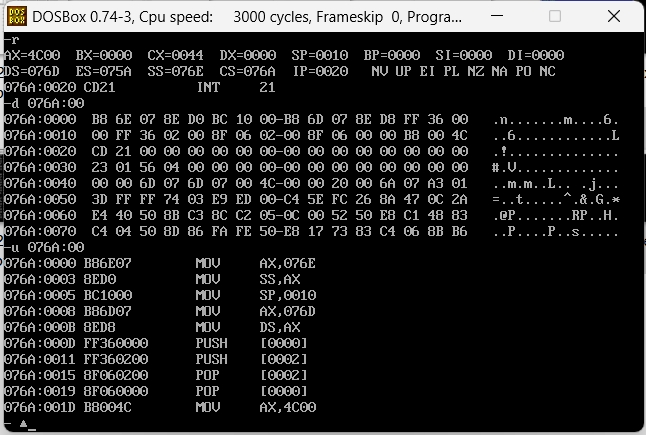 DOSBox 0.74-3, Cpu speed:    3000 cycles, Frameskip  0, Progra...
-r
AX=4C00  BX=0000  CX=0044  DX=0000  SP=0010  BP=0000  SI=0000  DI=0000
DS=076D  ES=075A  SS=076E  CS=076A  IP=0020   NV UP EI PL NZ NA PO NC
076A:0020 CD21          INT     21
-d 076A:00
076A:0000  B8 6E 07 8E D0 BC 10 00-B8 6D 07 8E D8 FF 36 00   .n.......m....6.
076A:0010  00 FF 36 02 00 8F 06 02-00 8F 06 00 00 B8 00 4C   ..6............L
076A:0020  CD 21 00 00 00 00 00 00-00 00 00 00 00 00 00 00   .!..............
076A:0030  23 01 56 04 00 00 00 00-00 00 00 00 00 00 00 00   #.V.............
076A:0040  00 00 6D 07 6D 07 00 4C-00 00 20 00 6A 07 A3 01   ..m.m..L.. .j...
076A:0050  3D FF FF 74 03 E9 ED 00-C4 5E FC 26 8A 47 0C 2A   =..t.....^.&.G.*
076A:0060  E4 40 50 8B C3 8C C2 05-0C 00 52 50 E8 C1 48 83   .@P.......RP..H.
076A:0070  C4 04 50 8D 86 FA FE 50-E8 17 73 83 C4 06 8B B6   ..P....P..s.....
-u 076A:00
076A:0000 B86E07        MOV     AX,076E
076A:0003 8ED0          MOV     SS,AX
076A:0005 BC1000        MOV     SP,0010
076A:0008 B86D07        MOV     AX,076D
076A:000B 8ED8          MOV     DS,AX
076A:000D FF360000      PUSH    [0000]
076A:0011 FF360200      PUSH    [0002]
076A:0015 8F060200      POP     [0002]
076A:0019 8F060000      POP     [0000]
076A:001D B8004C        MOV     AX,4C00
- ▲_